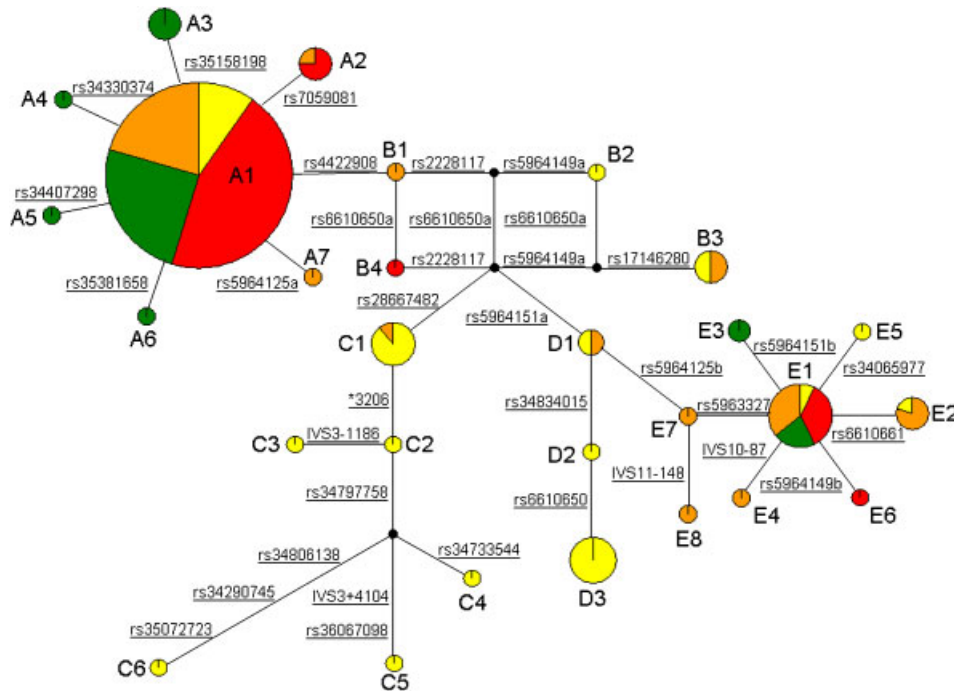 A3
rs35158198
A2
rs34330374
A4
rs7059081
A1
rs4422908
B1
rs2228117
rs5964149a
B2
rs34407298
A5
rs6610650a
rs6610650a
rs6610650a
B3
rs17146280
rs35381658
A7
rs5964125a
B4
rs2228117
rs5964149a
A6
rs28667482
rs5964151a
C1
D1
E3
E5
rs5964151b
rs34065977
E1
rs5964125b
*3206
rs34834015
rs5963327
E2
E7
rs6610661
C3
IVS3-1186
C2
D2
IVS10-87
IVS11-148
rs5964149b
rs34797758
rs6610650
E4
E6
E8
rs34806138
rs34733544
rs34290745
IVS3+4104
C4
D3
rs35072723
rs36067098
C6
C5